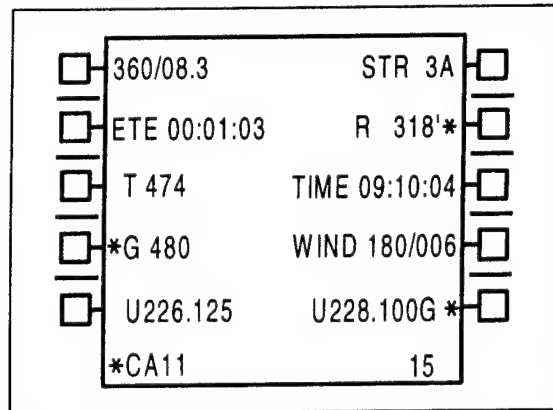 360/08.3 STR 3A
ETE 00:01:03 R 318'*
T 474 TIME 09:10:04
*G 480 WIND 180/006
U226.125 U228.100G *
*CA11 15